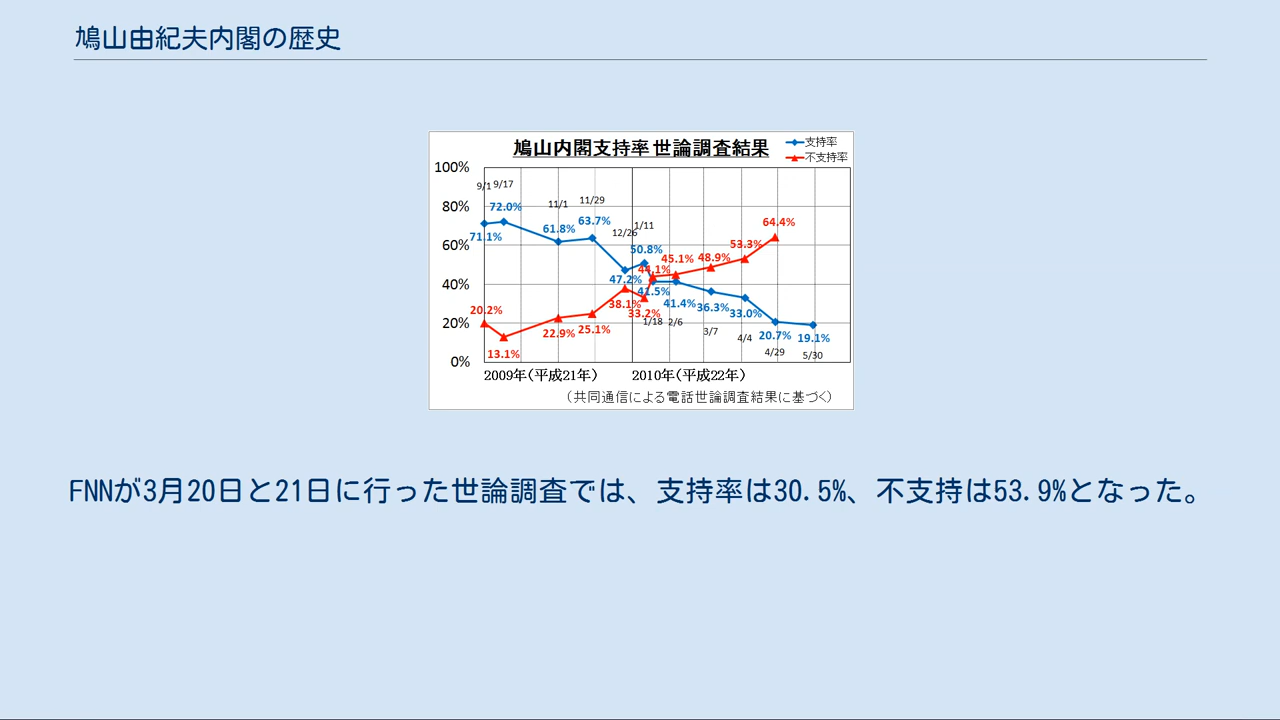 鳩山由紀夫内閣の歴史
鳩山内閣支持率世論調査結果
支持率
不支持率
100%
80%
60%
40%
20%
0%
9/1 9/17 11/1 11/29 12/26 1/11
71.1% 72.0% 61.8% 63.7% 47.2% 50.8% 41.5% 41.4% 36.3% 33.0% 20.7% 19.1%
20.2% 13.1% 22.9% 25.1% 38.1% 33.2% 44.1% 45.1% 48.9% 53.3% 64.4%
1/18 2/6 3/7 4/4 4/29 5/30
2009年(平成21年) 2010年(平成22年)
(共同通信による電話世論調査結果に基づく)
FNNが3月20日と21日に行った世論調査では、支持率は30.5%、不支持は53.9%となった。